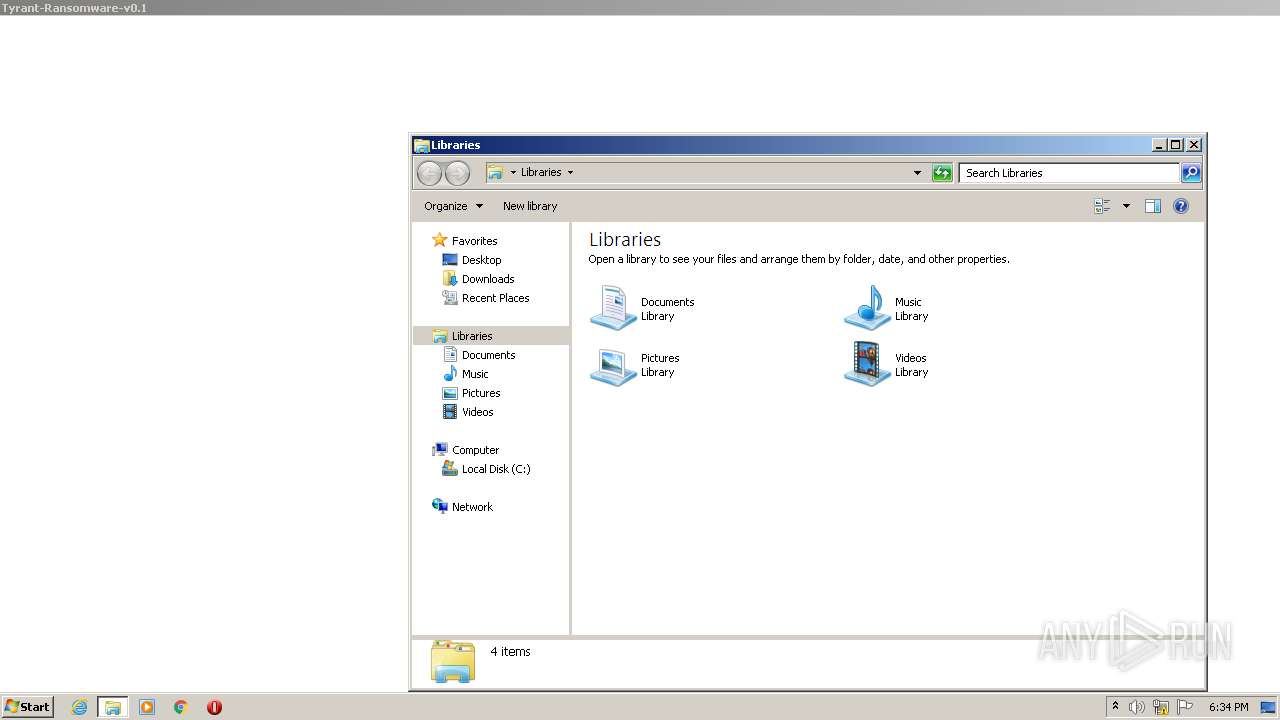 Tyrant-Ransomware-v0.1
Libraries
Libraries
Search Libraries
Organize
New library
Favorites
Desktop
Downloads
Recent Places
Libraries
Documents
Music
Pictures
Videos
Computer
Local Disk (C:)
Network
Libraries
Open a library to see your files and arrange them by folder, date, and other properties.
Documents
Library
Music
Library
Pictures
Library
Videos
Library
4 items
ANY RUN
Start
6:34 PM